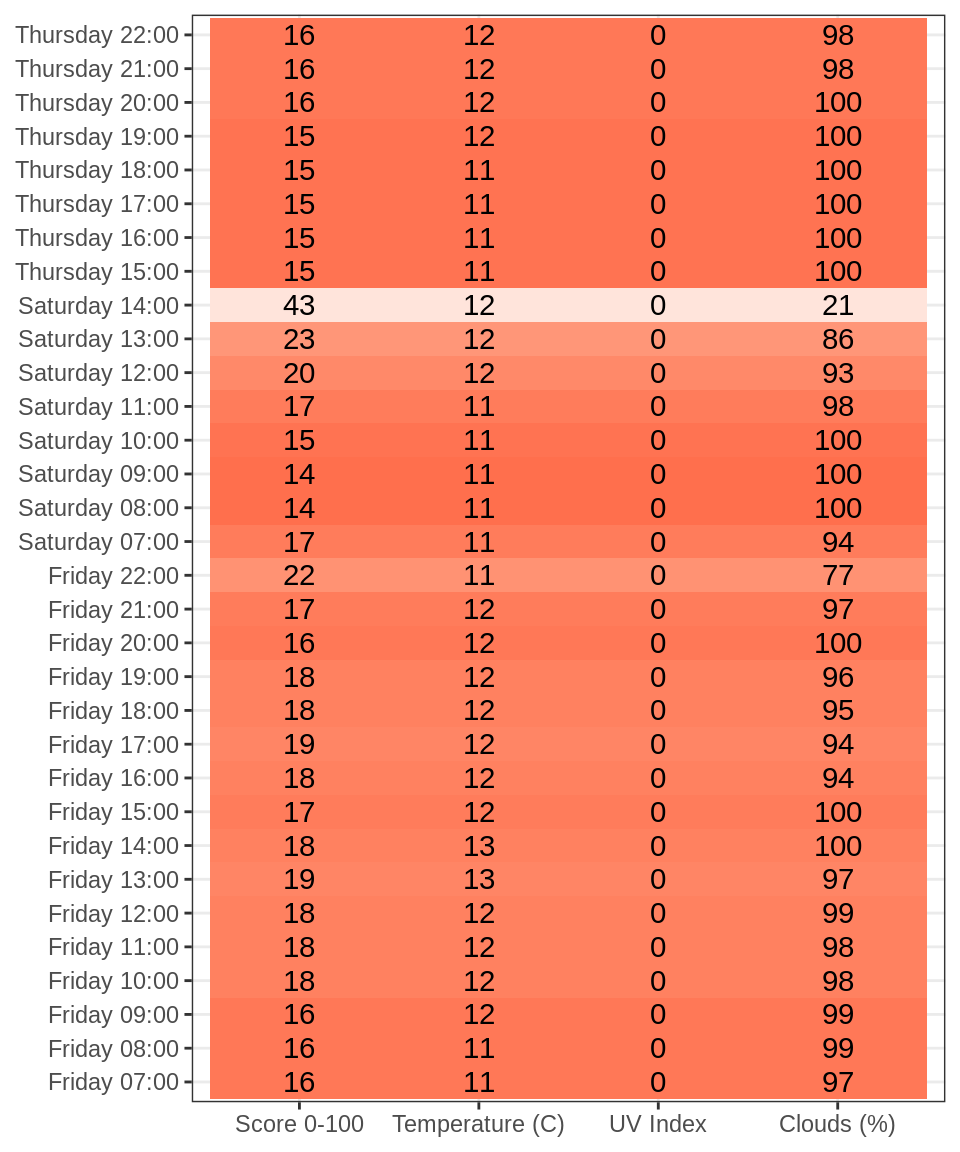 Thursday 22:00 16 12 0 98
Thursday 21:00 16 12 0 98
Thursday 20:00 16 12 0 100
Thursday 19:00 15 12 0 100
Thursday 18:00 15 11 0 100
Thursday 17:00 15 11 0 100
Thursday 16:00 15 11 0 100
Thursday 15:00 15 11 0 100
Saturday 14:00 43 12 0 21
Saturday 13:00 23 12 0 86
Saturday 12:00 20 12 0 93
Saturday 11:00 17 11 0 98
Saturday 10:00 15 11 0 100
Saturday 09:00 14 11 0 100
Saturday 08:00 14 11 0 100
Saturday 07:00 17 11 0 94
Friday 22:00 22 11 0 77
Friday 21:00 17 12 0 97
Friday 20:00 16 12 0 100
Friday 19:00 18 12 0 96
Friday 18:00 18 12 0 95
Friday 17:00 19 12 0 94
Friday 16:00 18 12 0 94
Friday 15:00 17 12 0 100
Friday 14:00 18 13 0 100
Friday 13:00 19 13 0 97
Friday 12:00 18 12 0 99
Friday 11:00 18 12 0 98
Friday 10:00 18 12 0 98
Friday 09:00 16 12 0 99
Friday 08:00 16 11 0 99
Friday 07:00 16 11 0 97
Score 0-100 Temperature (C) UV Index Clouds (%)